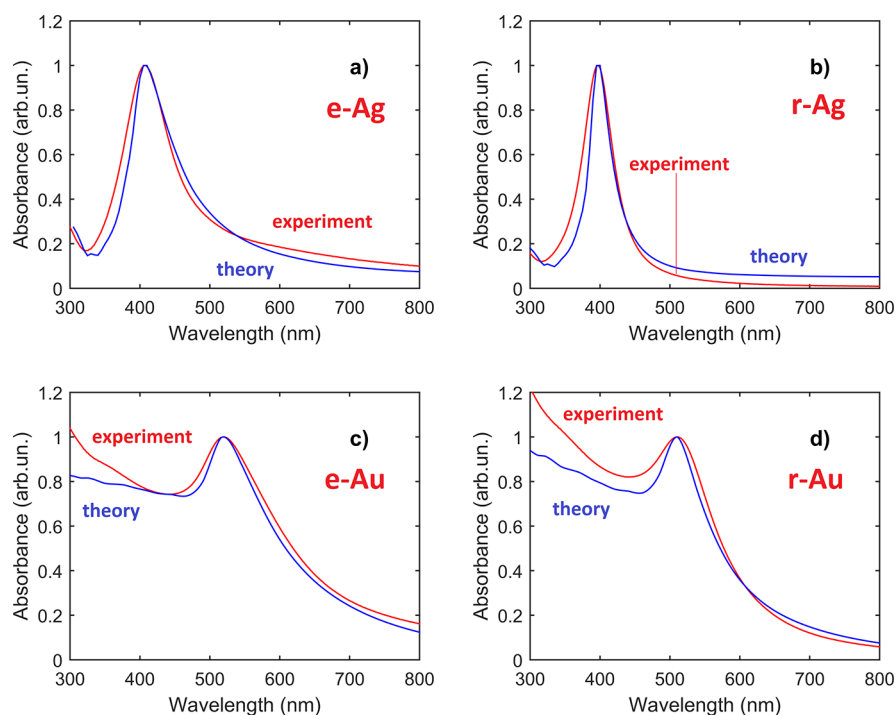 1.2
1
0.8
0.6
0.4
0.2
0
300 400 500 600 700 800
Absorbance (arb.un.)
Wavelength (nm)
a)
e-Ag
experiment
theory
1.2
1
0.8
0.6
0.4
0.2
0
300 400 500 600 700 800
Absorbance (arb.un.)
Wavelength (nm)
b)
r-Ag
experiment
theory
1.2
1
0.8
0.6
0.4
0.2
0
300 400 500 600 700 800
Absorbance (arb.un.)
Wavelength (nm)
experiment
c)
e-Au
theory
1.2
1
0.8
0.6
0.4
0.2
0
300 400 500 600 700 800
Absorbance (arb.un.)
Wavelength (nm)
experiment
d)
r-Au
theory